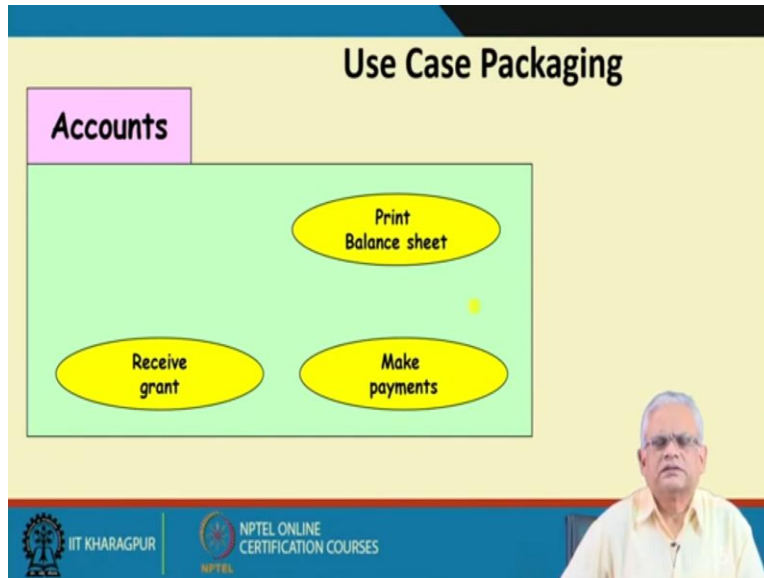 Use Case Packaging
Accounts
Print
Balance sheet
Receive
grant
Make
payments
IIT KHARAGPUR
NPTEL
NPTEL ONLINE
CERTIFICATION COURSES